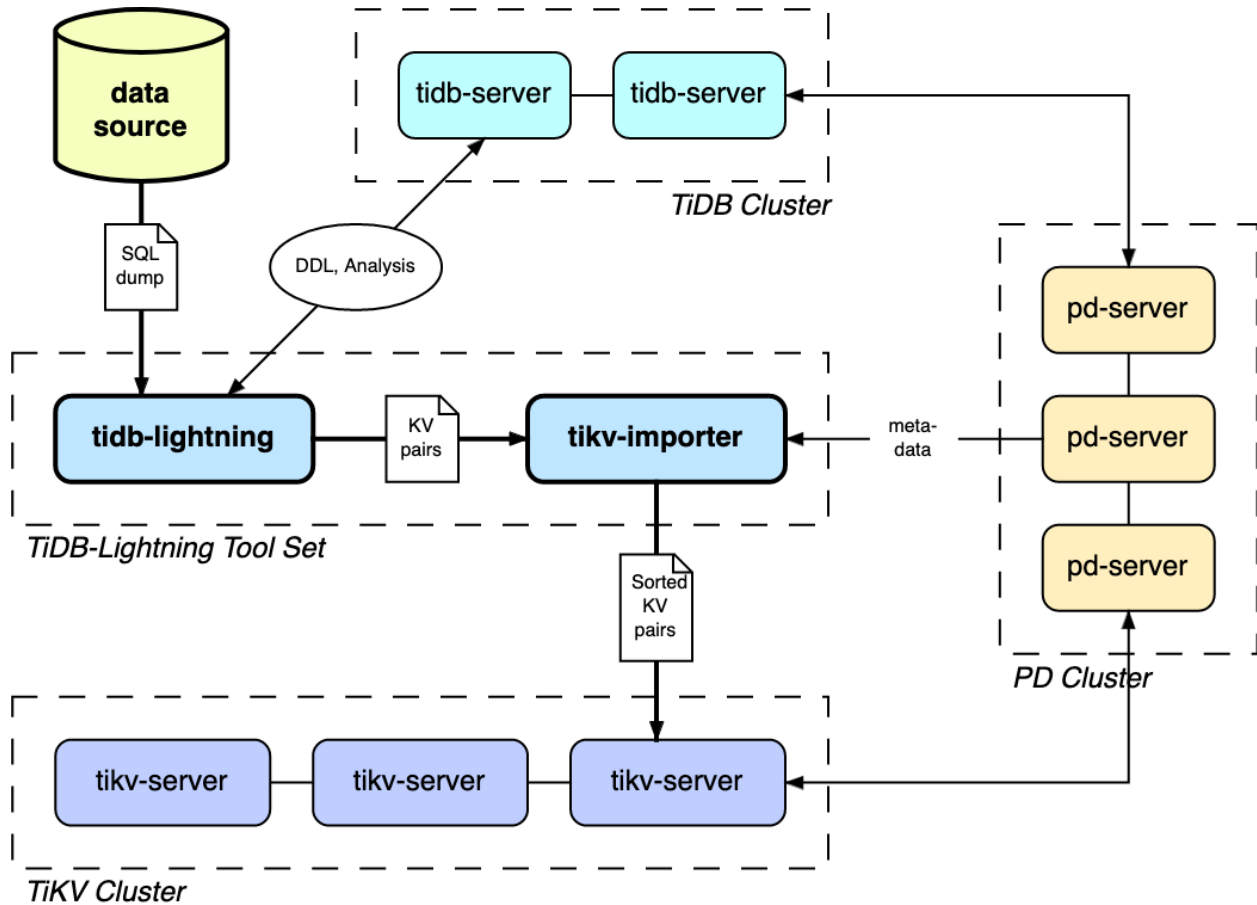 data
source
tidb-server
tidb-server
TiDB Cluster
SQL
dump
DDL, Analysis
pd-server
tidb-lightning
KV
pairs
tikv-importer
meta-
data
pd-server
TiDB-Lightning Tool Set
pd-server
Sorted
KV
pairs
PD Cluster
tikv-server
tikv-server
tikv-server
TiKV Cluster